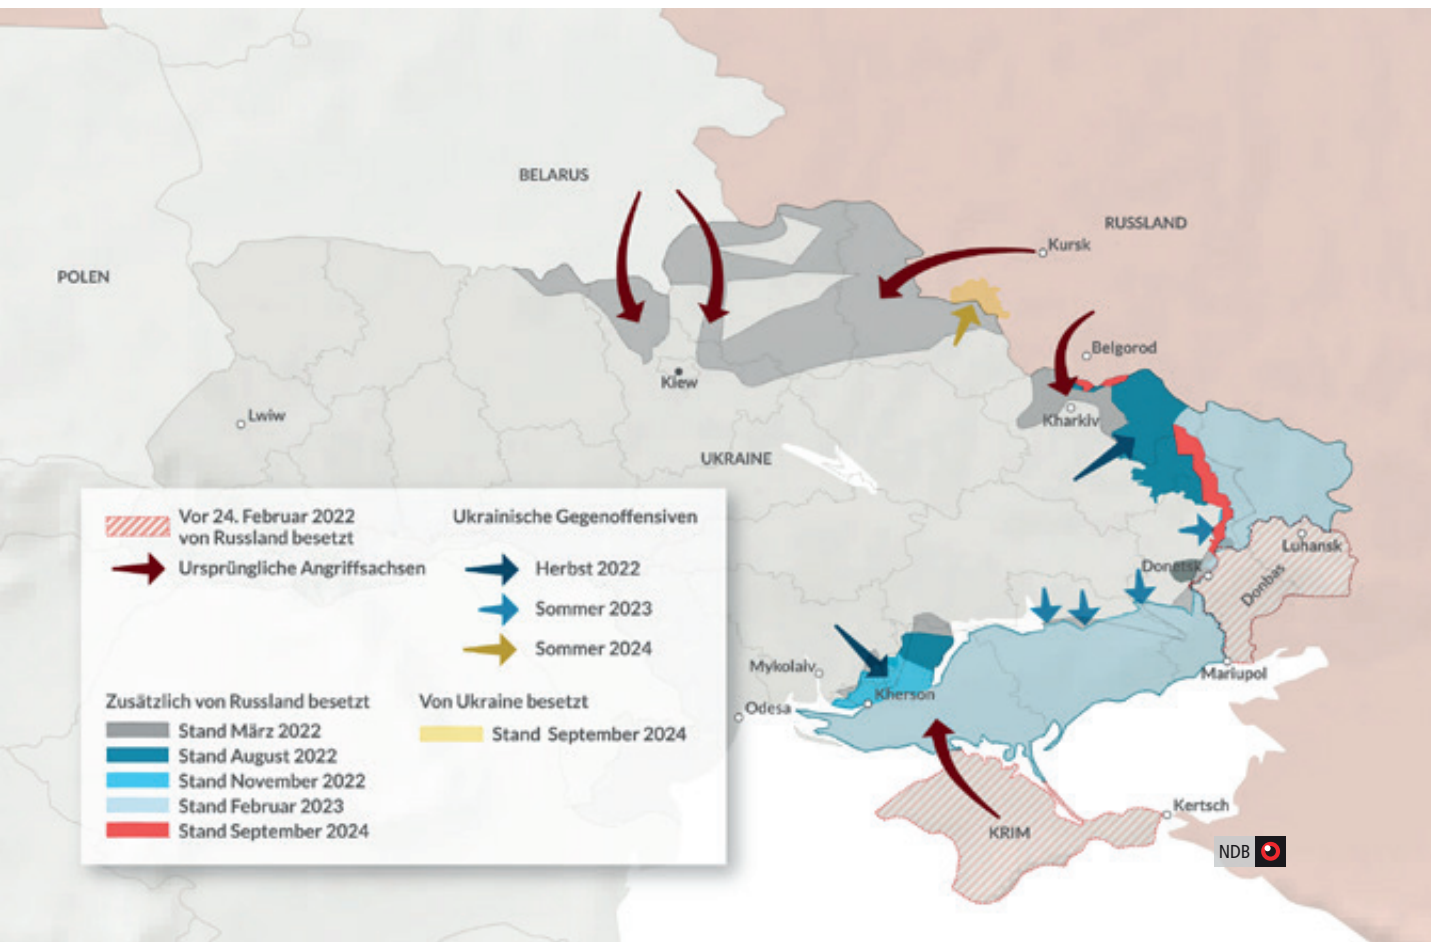 BELARUS
RUSSLAND
Kursk
POLEN
Belgorod
Kiew
Lwiw
Kharkiv
UKRAINE
Vor 24. Februar 2022
von Russland besetzt
Ursprüngliche Angriffsachsen
Ukrainische Gegenoffensiven
Herbst 2022
Sommer 2023
Sommer 2024
Zusätzlich von Russland besetzt
Stand März 2022
Stand August 2022
Stand November 2022
Stand Februar 2023
Stand September 2024
Von Ukraine besetzt
Stand September 2024
Luhansk
Donetsk
Donbas
Mykolaiv
Mariupol
Kherson
Odesa
Kertsch
KRIM
NDB